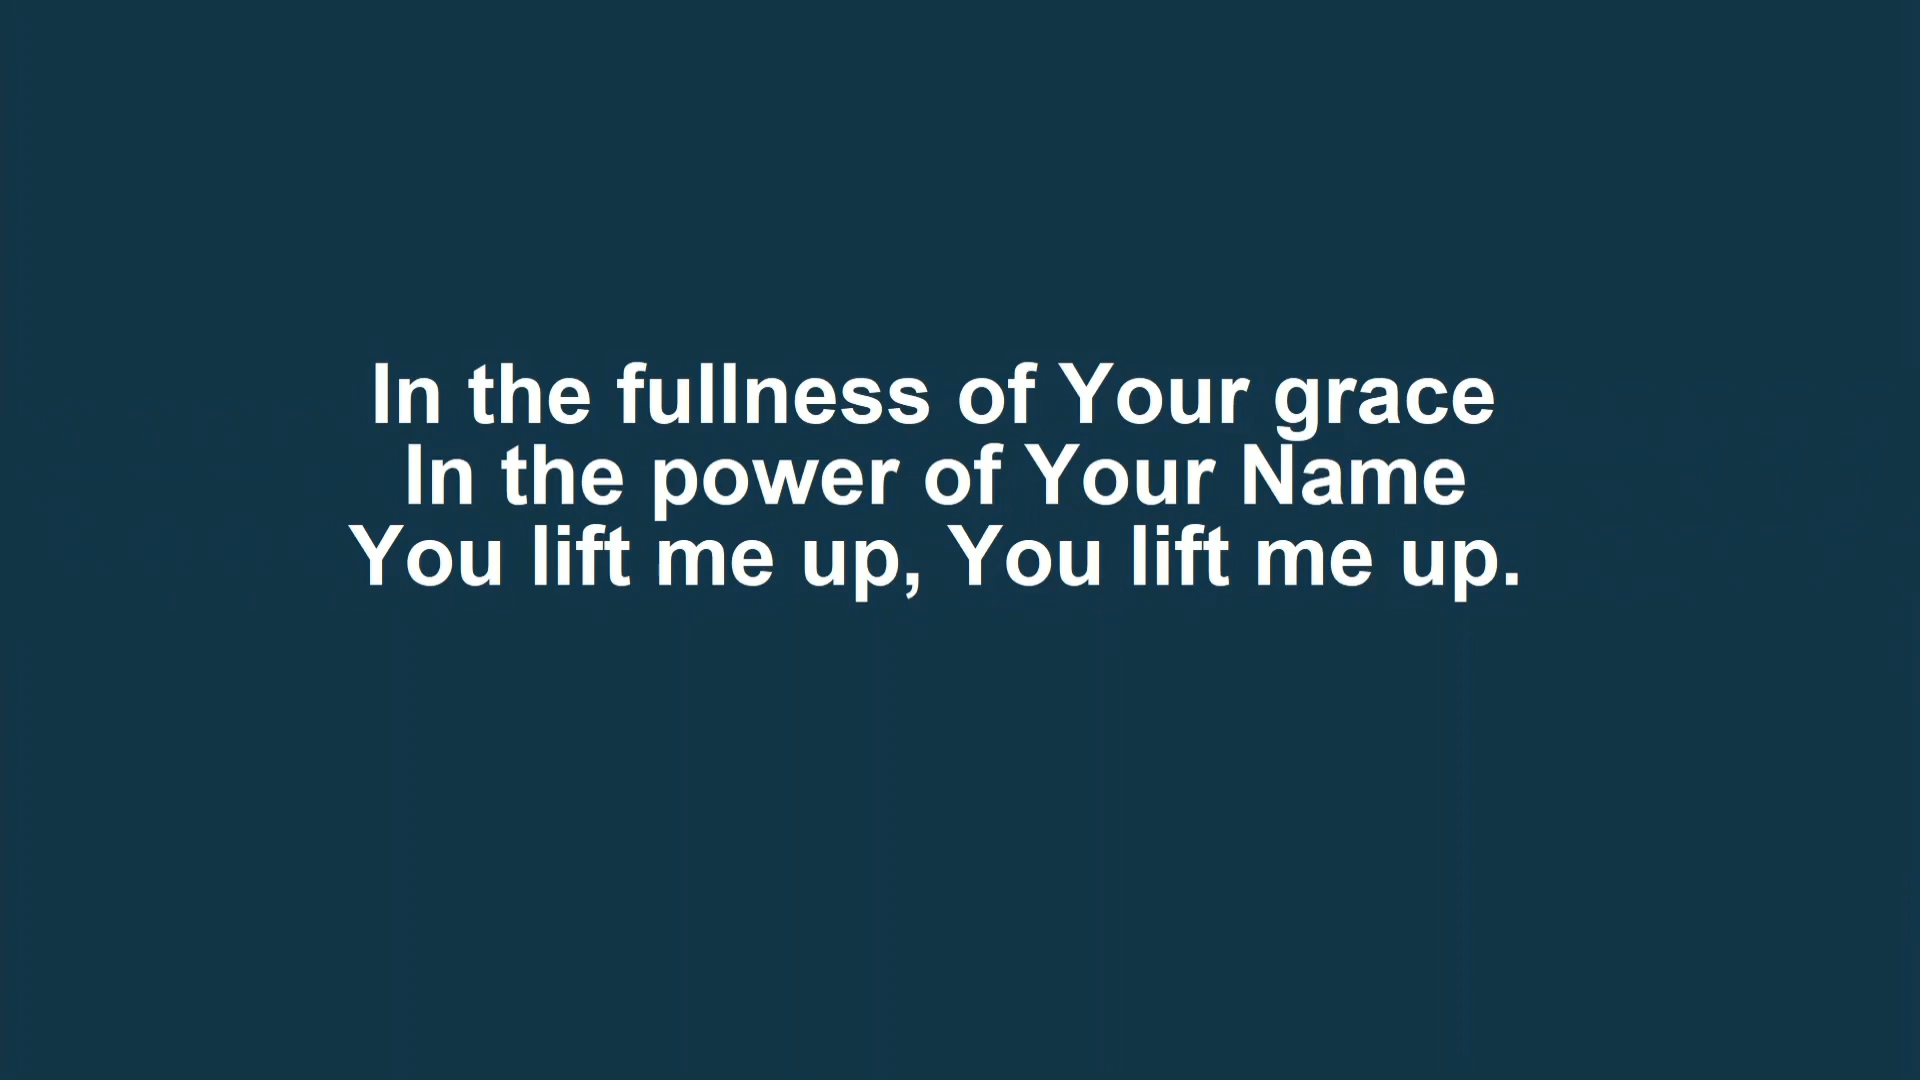 In the fullness of Your grace
In the power of Your Name
You lift me up, You lift me up.